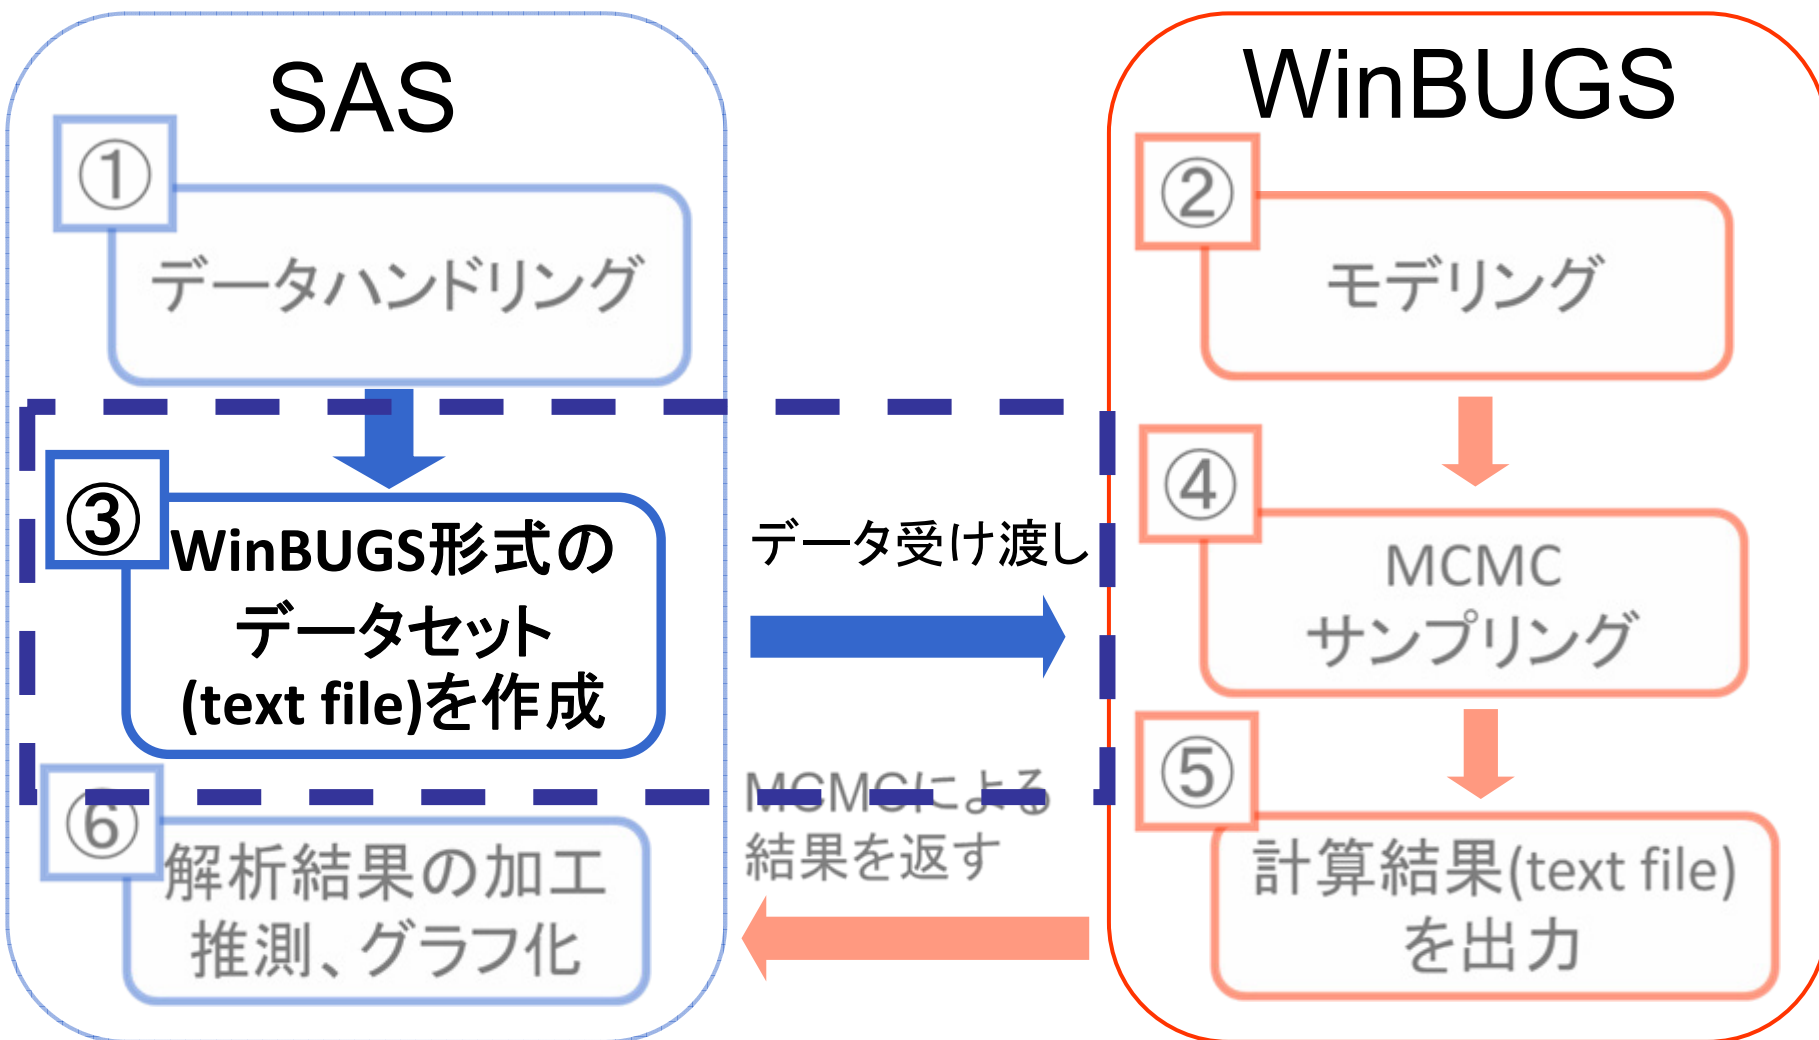 SAS
①
データハンドリング
③
WinBUGS形式の
データセット
(text file)を作成
⑥
解析結果の加工
推測、グラフ化
データ受け渡し
MCMCによる
結果を返す
WinBUGS
②
モデリング
④
MCMC
サンプリング
⑤
計算結果(text file)
を出力